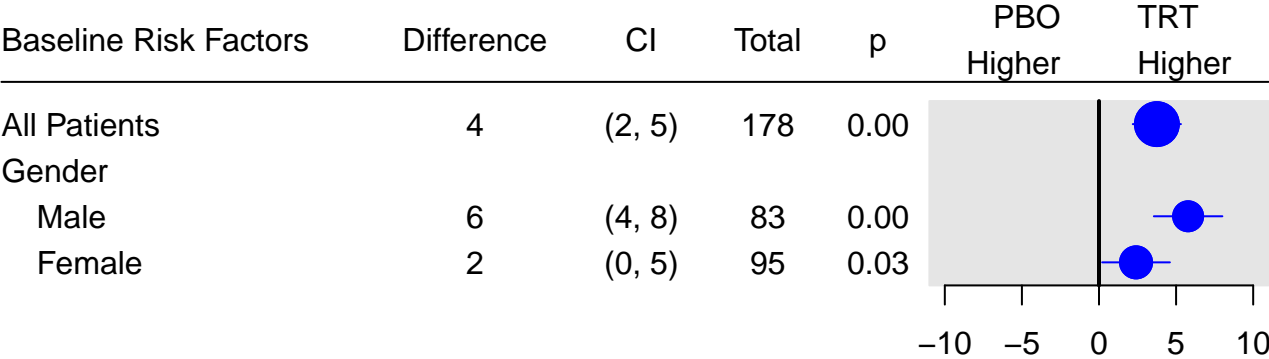 Baseline Risk Factors Difference CI Total p PBO Higher TRT Higher
All Patients 4 (2, 5) 178 0.00
Gender
Male 6 (4, 8) 83 0.00
Female 2 (0, 5) 95 0.03
−10 −5 0 5 10